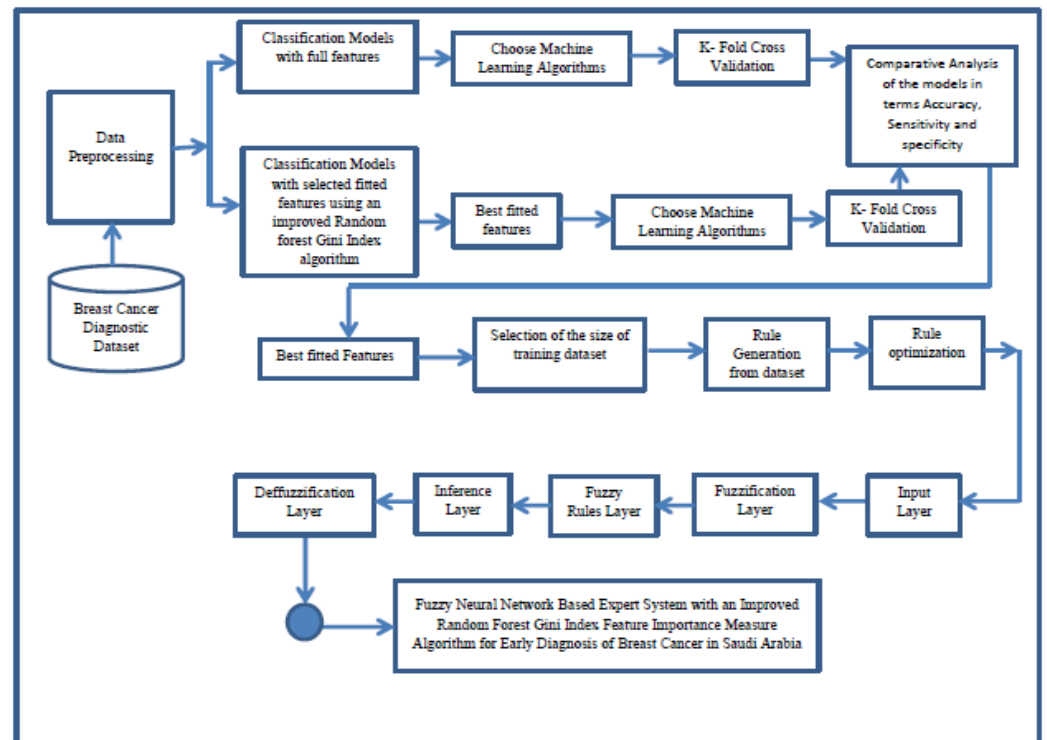 Classification Models
with full features
Choose Machine
Learning Algorithms
K- Fold Cross
Validation
Comparative Analysis
of the models in
terms Accuracy,
Sensitivity and
specificity
Data
Preprocessing
Classification Models
with selected fitted
features using an
improved Random
forest Gini Index
algorithm
Best fitted
features
Choose Machine
Learning Algorithms
K- Fold Cross
Validation
Breast Cancer
Diagnostic
Dataset
Best fitted Features
Selection of the size of
training dataset
Rule
Generation
from dataset
Rule
optimization
Deffuzzification
Layer
Inference
Layer
Fuzzy
Rules Layer
Fuzzification
Layer
Input
Layer
Fuzzy Neural Network Based Expert System with an Improved
Random Forest Gini Index Feature Importance Measure
Algorithm for Early Diagnosis of Breast Cancer in Saudi Arabia